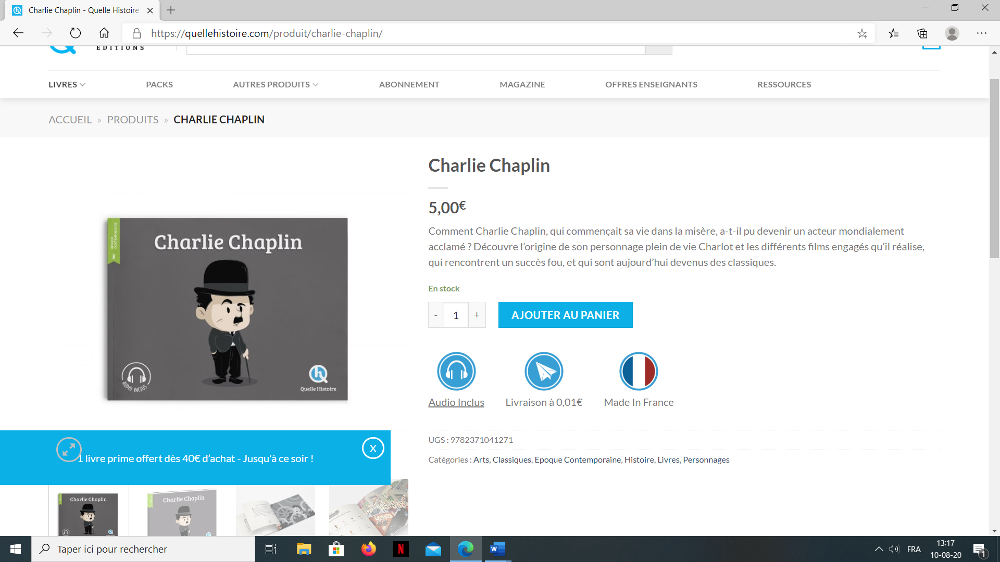 Charlie Chaplin - Quelle Histoire
https://quellehistoire.com/produit/charlie-chaplin/
EDITIONS
LIVRES PACKS AUTRES PRODUITS ABONNEMENT MAGAZINE OFFRES ENSEIGNANTS RESSOURCES
ACCUEIL » PRODUITS » CHARLIE CHAPLIN
Charlie Chaplin
5,00€
Comment Charlie Chaplin, qui commençait sa vie dans la misère, a-t-il pu devenir un acteur mondialement
acclamé ? Découvre l’origine de son personnage plein de vie Charlot et les différents films engagés qu’il réalise,
qui rencontrent un succès fou, et qui sont aujourd’hui devenus des classiques.
En stock
- 1 + AJOUTER AU PANIER
Audio Inclus Livraison à 0,01€ Made In France
UGS : 9782371041271
Catégories : Arts, Classiques, Epoque Contemporaine, Histoire, Livres, Personnages
EPOQUE
CONTEMPORAINE
Charlie Chaplin
AUDIO INCLUS
Quelle Histoire
1 livre prime offert dès 40€ d’achat - Jusqu'à ce soir !
X
Charlie Chaplin
Charlie Chaplin
Taper ici pour rechercher
N
W
FRA
13:17
10-08-20
1